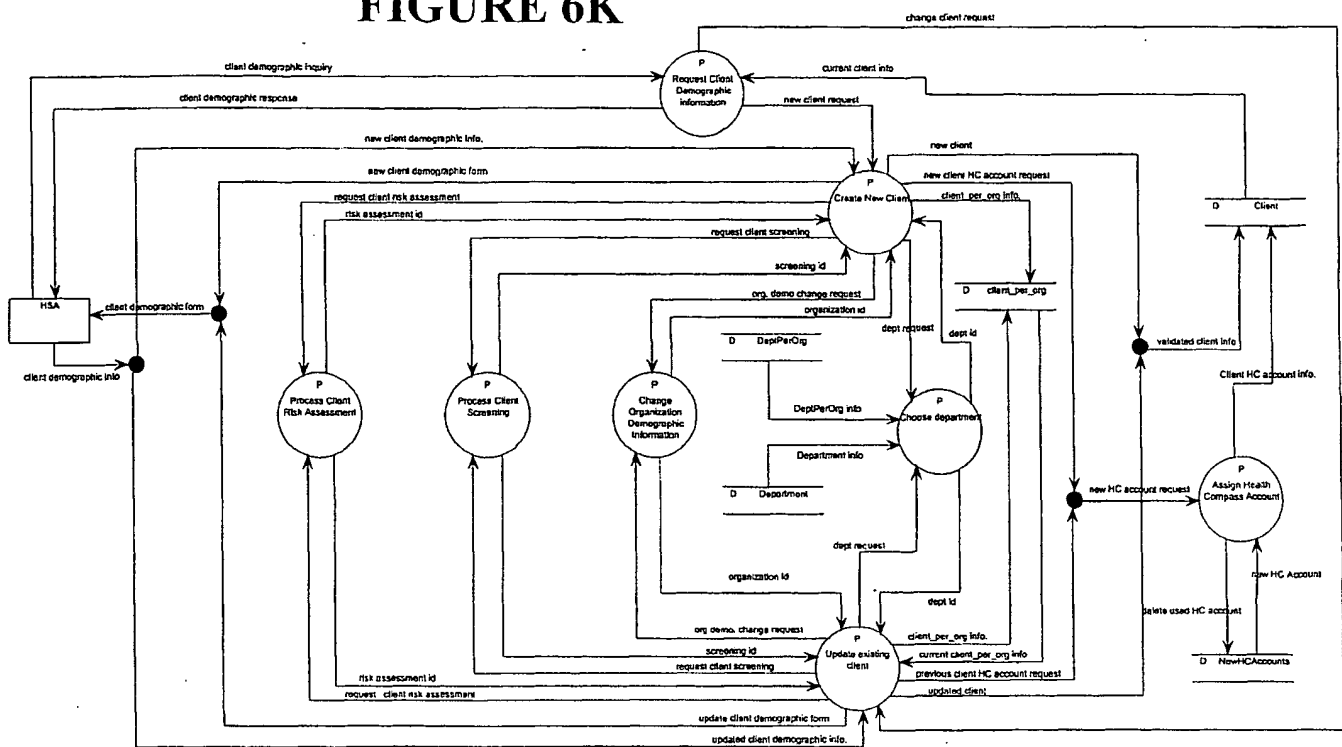 FIGURE 6K
change client request
client demographic inquiry
P
Request Client
Demographic
information
current client info
client demographic response
new client request
new client demographic info.
new client
new client demographic form
P
Create New Client
new client HC account request
request client risk assessment
client_per_org info.
risk assessment id
D Client
request client screening
screening id
HSA
org. demo change request
D client_per_org
client demographic form
organization id
dept request
dept id
D DeptPerOrg
validated client info
client demographic info
Client HC account info.
P
Process Client
Risk Assessment
P
Process Client
Screening
P
Change
Organization
Demographic
Information
DeptPerOrg info
P
Choose department
Department info
P
Assign Health
Compass Account
D Department
new HC account request
dept request
organization id
new HC Account
dept id
delete used HC account
org demo. change request
P
Update existing
client
client_per_org info.
screening id
current client_per_org info
D NewHCAccounts
request client screening
previous client HC account request
risk assessment id
updated client
request client risk assessment
update client demographic form
updated client demographic info.